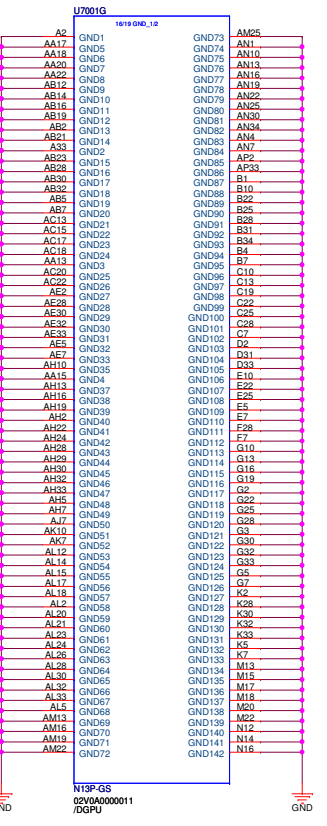 U7001G
16/19 GND_1/2
A2 GND1 GND73 AM25
AA17 GND5 GND74 AN1
AA18 GND6 GND75 AN10
AA20 GND7 GND76 AN13
AA22 GND8 GND77 AN16
AB12 GND9 GND78 AN19
AB14 GND10 GND79 AN22
AB16 GND11 GND80 AN25
AB19 GND12 GND81 AN30
AB2 GND13 GND82 AN34
AB21 GND14 GND83 AN4
A33 GND2 GND84 AN7
AB23 GND15 GND85 AP2
AB28 GND16 GND86 AP33
AB30 GND17 GND87 B1
AB32 GND18 GND88 B10
AB5 GND19 GND89 B22
AB7 GND20 GND90 B25
AC13 GND21 GND91 B28
AC15 GND22 GND92 B31
AC17 GND23 GND93 B34
AC18 GND24 GND94 B4
AA13 GND3 GND95 B7
AC20 GND25 GND96 C10
AC22 GND26 GND97 C13
AE2 GND27 GND98 C19
AE28 GND28 GND99 C22
AE30 GND29 GND100 C25
AE32 GND30 GND101 C28
AE33 GND31 GND102 C7
AE5 GND32 GND103 D2
AE7 GND33 GND104 D31
AH10 GND35 GND105 D33
AA15 GND4 GND106 E10
AH13 GND37 GND107 E22
AH16 GND38 GND108 E25
AH19 GND39 GND109 E5
AH2 GND40 GND110 E7
AH22 GND41 GND111 F28
AH24 GND42 GND112 F7
AH28 GND43 GND113 G10
AH29 GND44 GND114 G13
AH30 GND45 GND115 G16
AH32 GND46 GND116 G19
AH33 GND47 GND117 G2
AH5 GND48 GND118 G22
AH7 GND49 GND119 G25
AJ7 GND50 GND120 G28
AK10 GND51 GND121 G3
AK7 GND52 GND122 G30
AL12 GND53 GND123 G32
AL14 GND54 GND124 G33
AL15 GND55 GND125 G5
AL17 GND56 GND126 G7
AL18 GND57 GND127 K2
AL2 GND58 GND128 K28
AL20 GND59 GND129 K30
AL21 GND60 GND130 K32
AL23 GND61 GND131 K33
AL24 GND62 GND132 K5
AL26 GND63 GND133 K7
AL28 GND64 GND134 M13
AL30 GND65 GND135 M15
AL32 GND66 GND136 M17
AL33 GND67 GND137 M18
AL5 GND68 GND138 M20
AM13 GND69 GND139 M22
AM16 GND70 GND140 N12
AM19 GND71 GND141 N14
AM22 GND72 GND142 N16
N13P-GS
02V0A0000011
/DGPU
ND GND